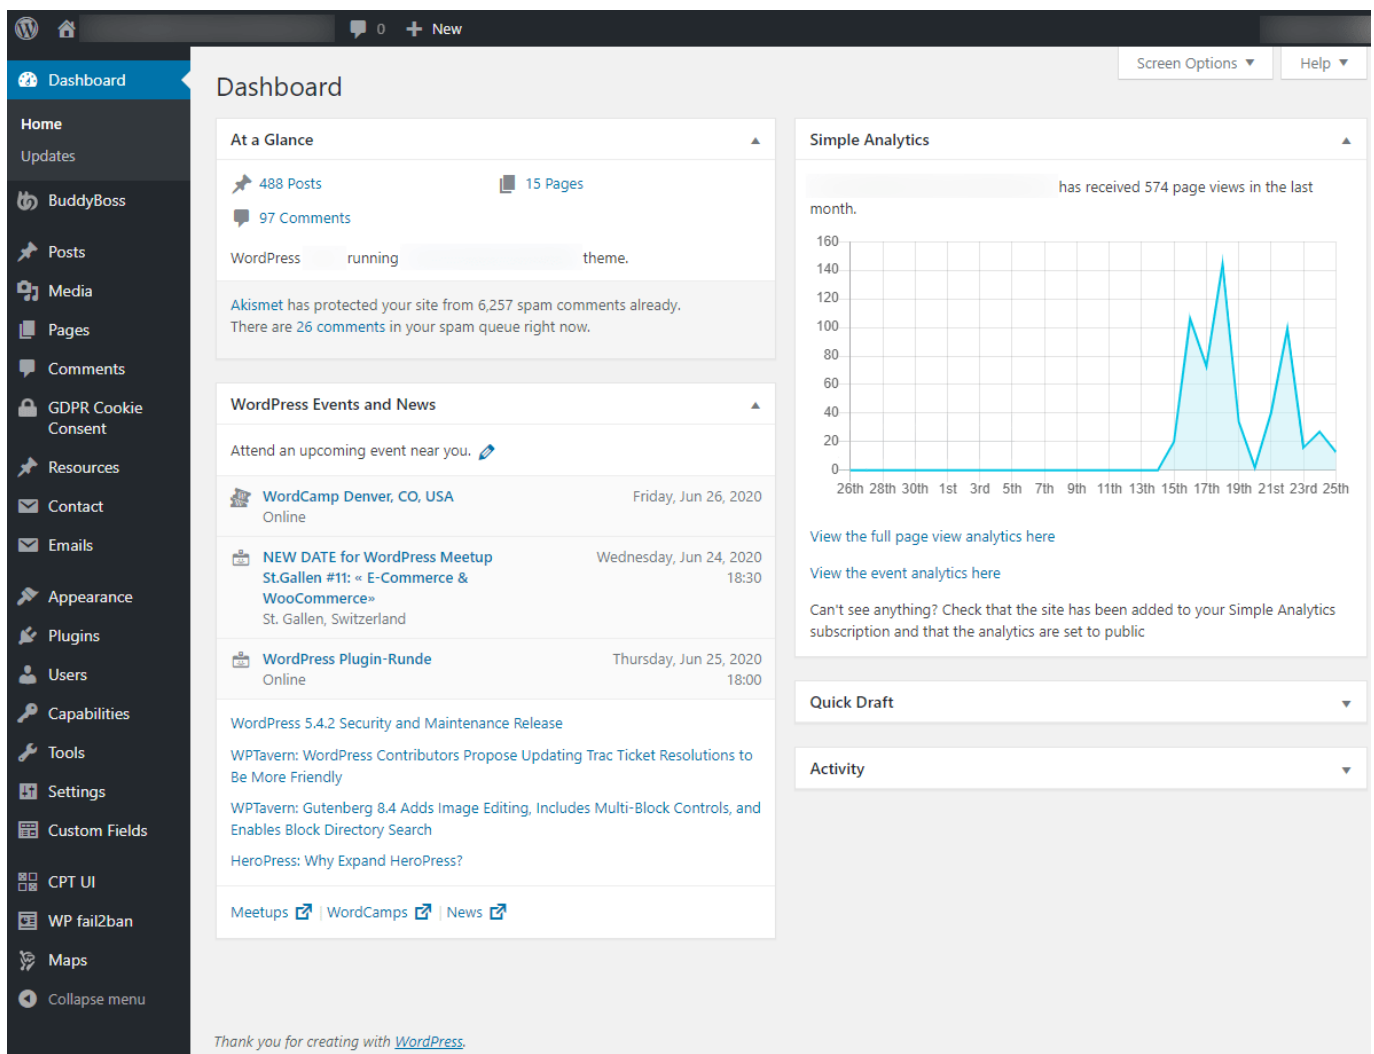 0 New
Dashboard
Home
Updates
BuddyBoss
Posts
Media
Pages
Comments
GDPR Cookie
Consent
Resources
Contact
Emails
Appearance
Plugins
Users
Capabilities
Tools
Settings
Custom Fields
CPT UI
WP fail2ban
Maps
Collapse menu
Screen Options Help
Dashboard
At a Glance
488 Posts 15 Pages
97 Comments
WordPress running theme.
Akismet has protected your site from 6,257 spam comments already.
There are 26 comments in your spam queue right now.
WordPress Events and News
Attend an upcoming event near you.
WordCamp Denver, CO, USA Friday, Jun 26, 2020
Online
NEW DATE for WordPress Meetup Wednesday, Jun 24, 2020
St.Gallen #11: « E-Commerce & 18:30
WooCommerce»
St. Gallen, Switzerland
WordPress Plugin-Runde Thursday, Jun 25, 2020
Online 18:00
WordPress 5.4.2 Security and Maintenance Release
WPTavern: WordPress Contributors Propose Updating Trac Ticket Resolutions to
Be More Friendly
WPTavern: Gutenberg 8.4 Adds Image Editing, Includes Multi-Block Controls, and
Enables Block Directory Search
HeroPress: Why Expand HeroPress?
Meetups | WordCamps | News
Simple Analytics
has received 574 page views in the last
month.
160
140
120
100
80
60
40
20
0
26th 28th 30th 1st 3rd 5th 7th 9th 11th 13th 15th 17th 19th 21st 23rd 25th
View the full page view analytics here
View the event analytics here
Can't see anything? Check that the site has been added to your Simple Analytics
subscription and that the analytics are set to public
Quick Draft
Activity
Thank you for creating with WordPress.